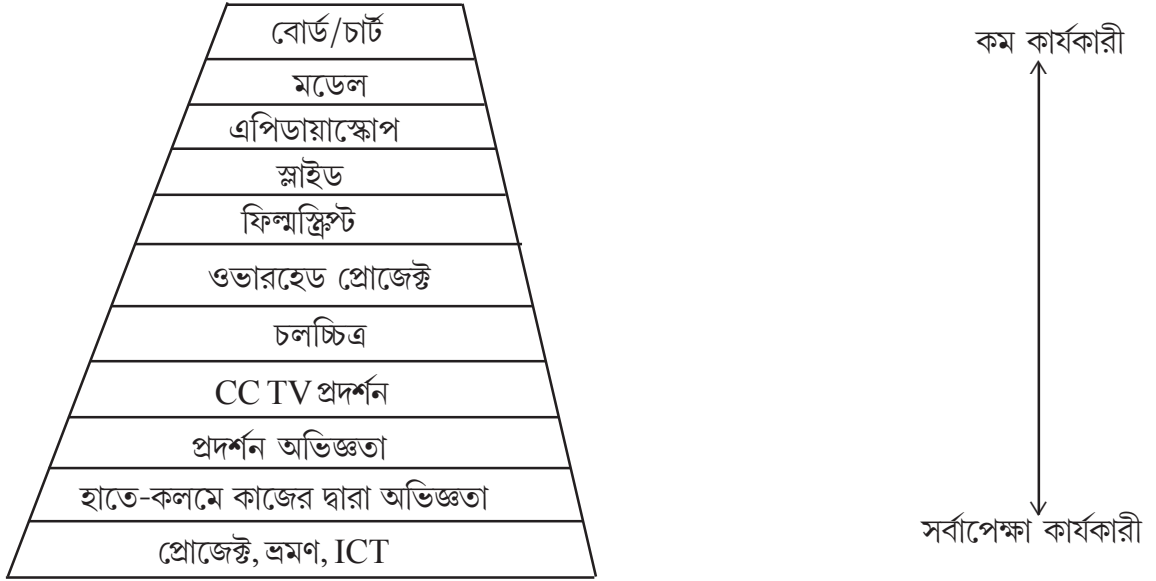 বোর্ড/চার্ট
কম কার্যকারী
মডেল
এপিডায়াস্কোপ
স্লাইড
ফিল্মস্ক্রিপ্ট
ওভারহেড প্রোজেক্ট
চলচ্চিত্র
CC TV প্রদর্শন
প্রদর্শন অভিজ্ঞতা
হাতে-কলমে কাজের দ্বারা অভিজ্ঞতা
সর্বাপেক্ষা কার্যকারী
প্রোজেক্ট, ভ্রমণ, ICT